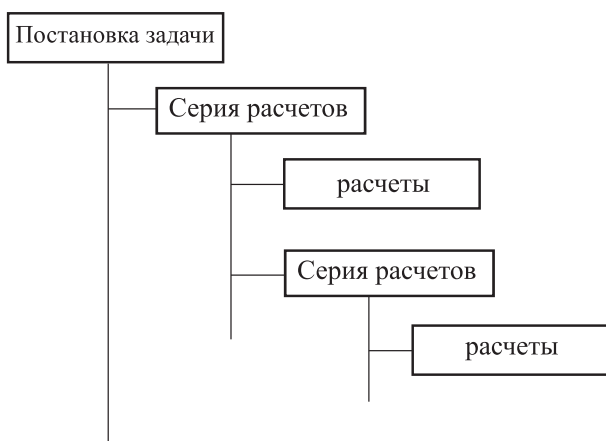 Постановка задачи
Серия расчетов
расчеты
Серия расчетов
расчеты